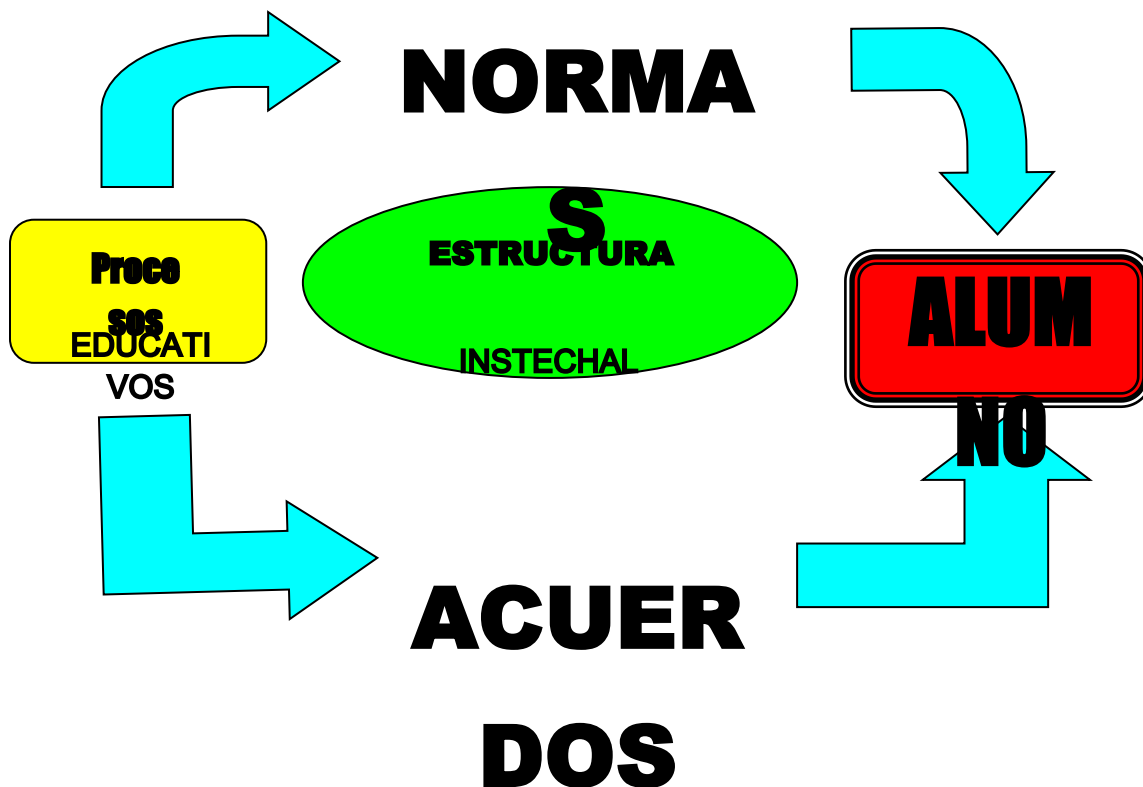 NORMA
S
ESTRUCTURA
INSTECHAL
Proce
sos
EDUCATI
VOS
ALUM
NO
ACUER
DOS